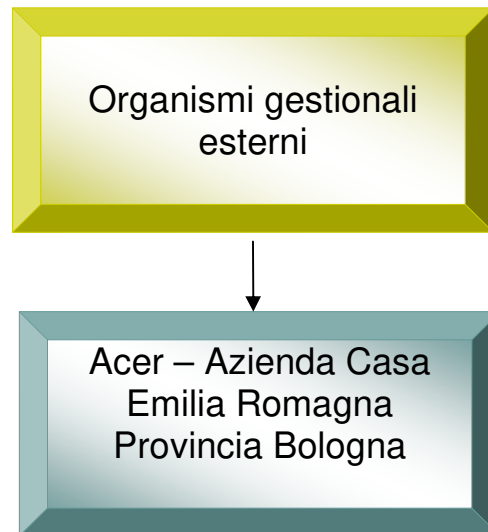 Organismi gestionali
esterni
Acer – Azienda Casa
Emilia Romagna
Provincia Bologna